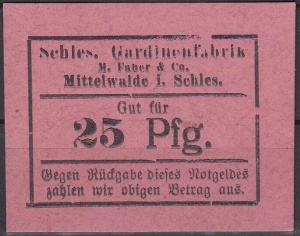 Schles. Gardinenfabrik
M. Faber & Co.
Mittelwalde i. Schles.
Gut für
25 Pfg.
Gegen Rückgabe dieses Notgeldes
zahlen wir obigen Betrag aus.